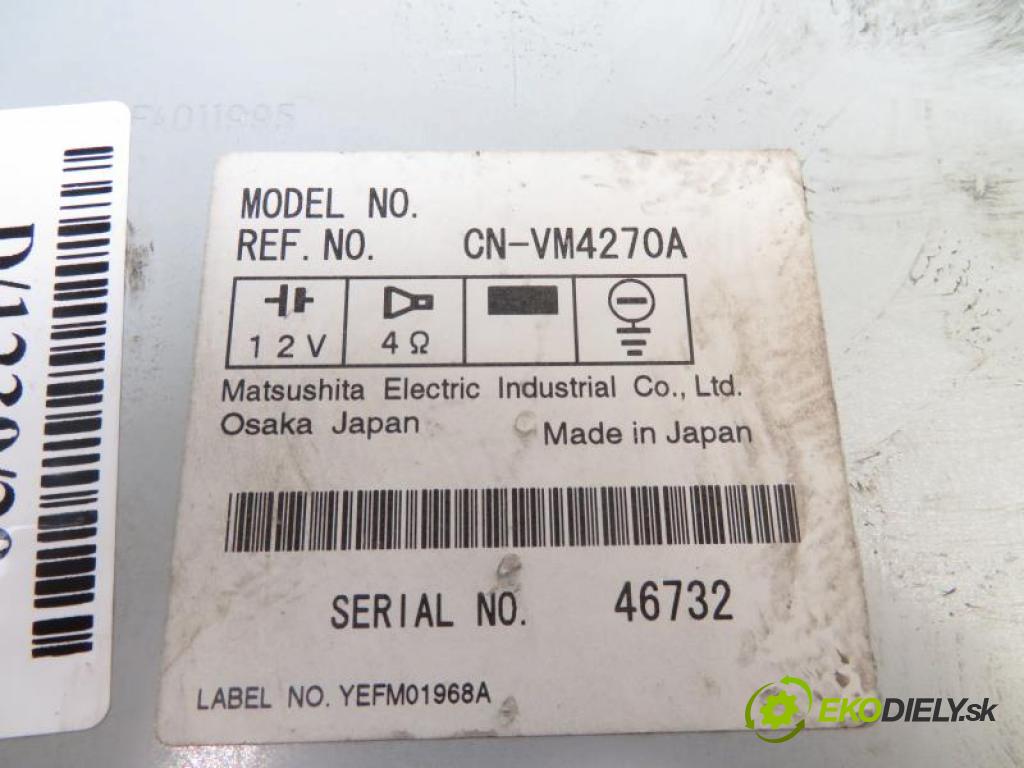 MODEL NO.
REF. NO. CN-VM4270A
12V 4Ω
Matsushita Electric Industrial Co., Ltd.
Osaka Japan Made in Japan
SERIAL NO. 46732
LABEL NO. YEFM01968A
EKODIELY.sk